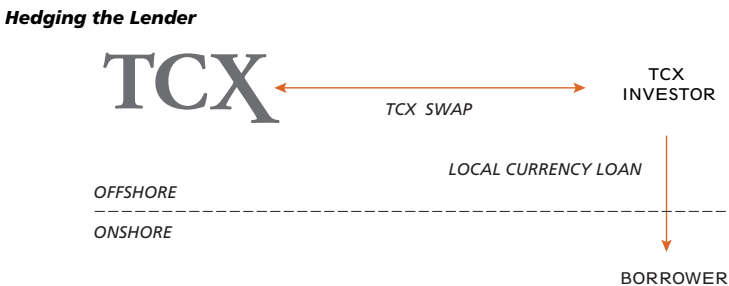 Hedging the Lender
TCX
TCX SWAP
TCX
INVESTOR
LOCAL CURRENCY LOAN
OFFSHORE
ONSHORE
BORROWER